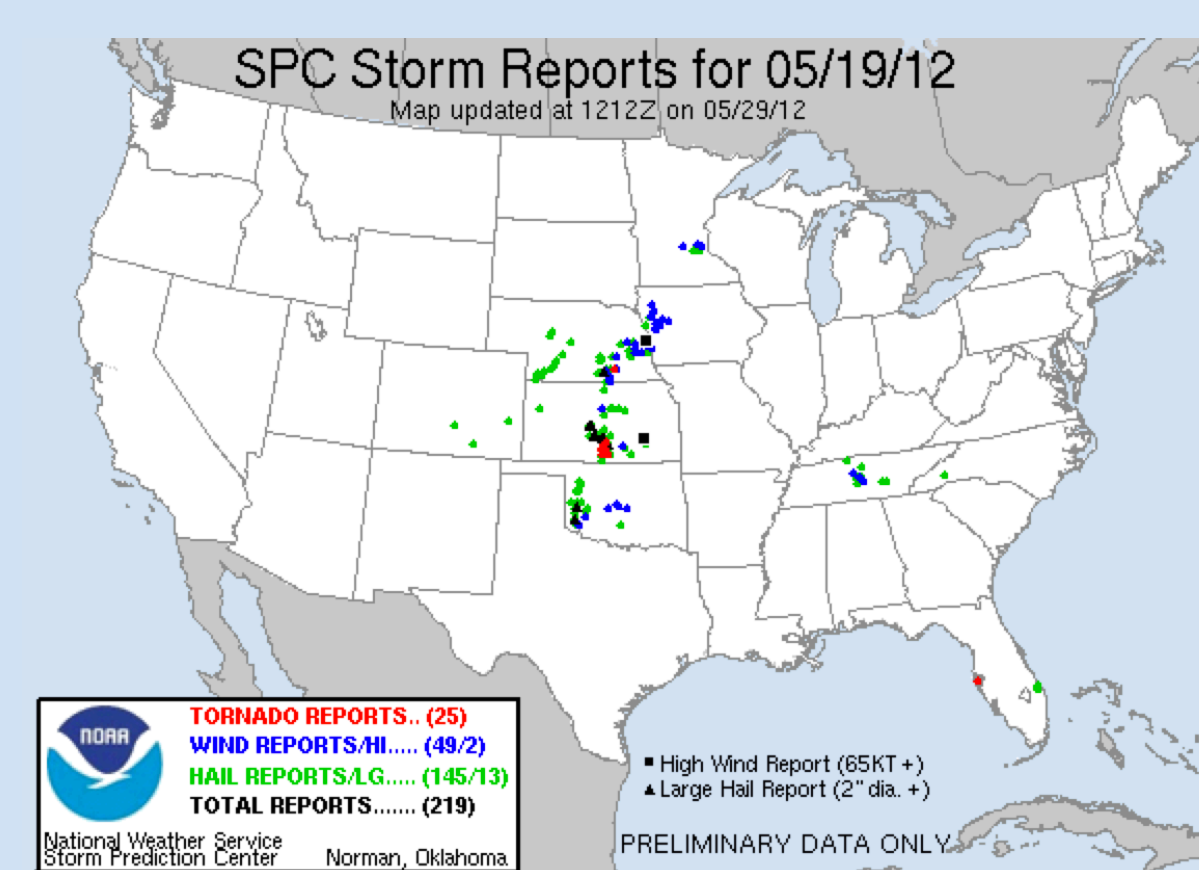 SPC Storm Reports for 05/19/12
Map updated at 1212Z on 05/29/12
NOAA
TORNADO REPORTS.. (25)
WIND REPORTS/HI..... (49/2)
HAIL REPORTS/LG..... (145/13)
TOTAL REPORTS....... (219)
National Weather Service
Storm Prediction Center Norman, Oklahoma
High Wind Report (65KT +)
Large Hail Report (2" dia. +)
PRELIMINARY DATA ONLY